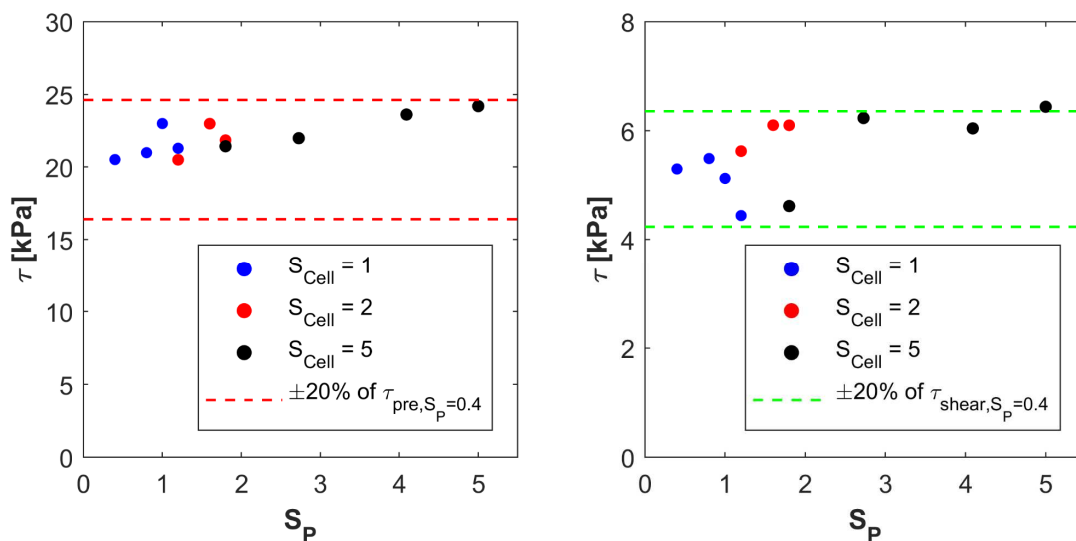 30
25
20
15
10
5
0
τ [kPa]
S_Cell = 1
S_Cell = 2
S_Cell = 5
±20% of τ_pre,S_P=0.4
0 1 2 3 4 5
S_P
8
6
4
2
0
τ [kPa]
S_Cell = 1
S_Cell = 2
S_Cell = 5
±20% of τ_shear,S_P=0.4
0 1 2 3 4 5
S_P